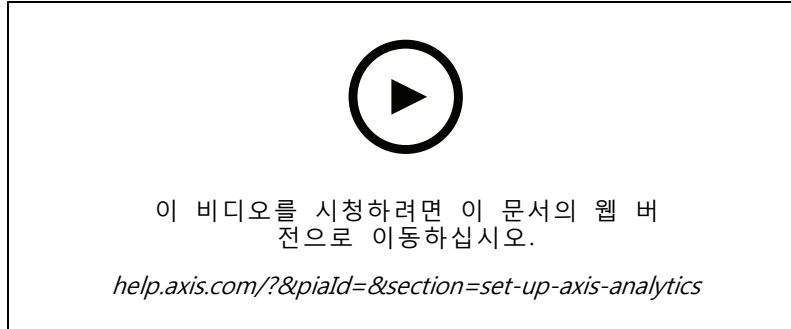 이 비디오를 시청하려면 이 문서의 웹 버
전으로 이동하십시오.
help.axis.com/?&piaId=&section=set-up-axis-analytics